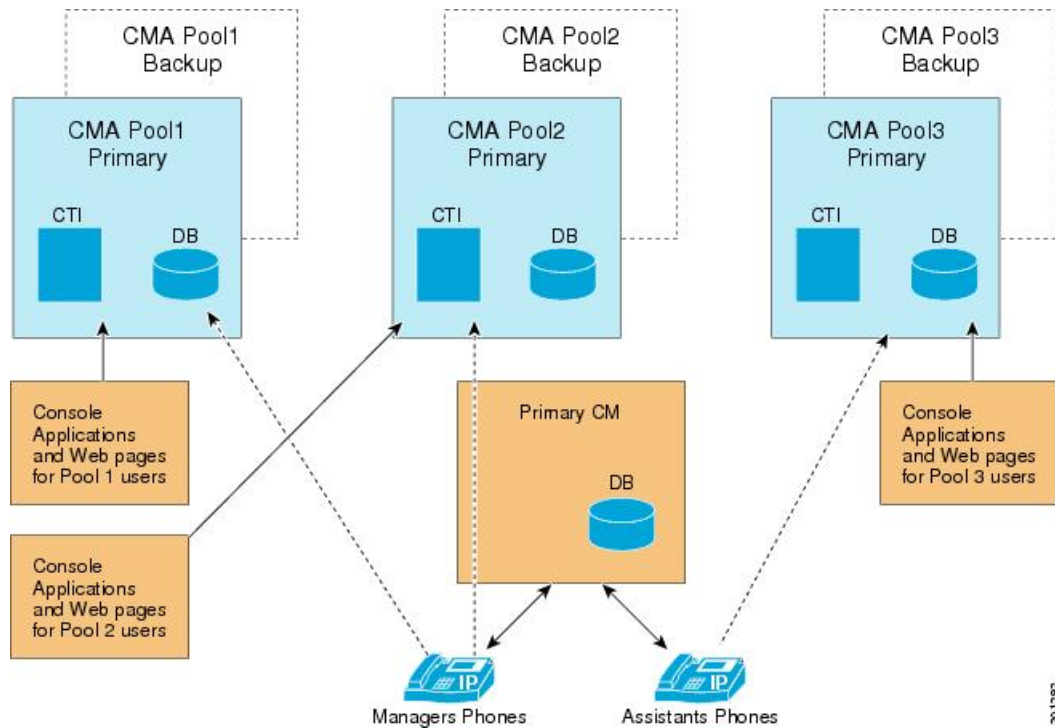 CMA Pool1
Backup
CMA Pool2
Backup
CMA Pool3
Backup
CMA Pool1
Primary
CMA Pool2
Primary
CMA Pool3
Primary
CTI
DB
CTI
DB
CTI
DB
Console
Applications
and Web pages
for Pool 1 users
Primary CM
DB
Console
Applications
and Web pages
for Pool 3 users
Console
Applications
and Web pages
for Pool 2 users
IP
IP
Managers Phones
Assistants Phones